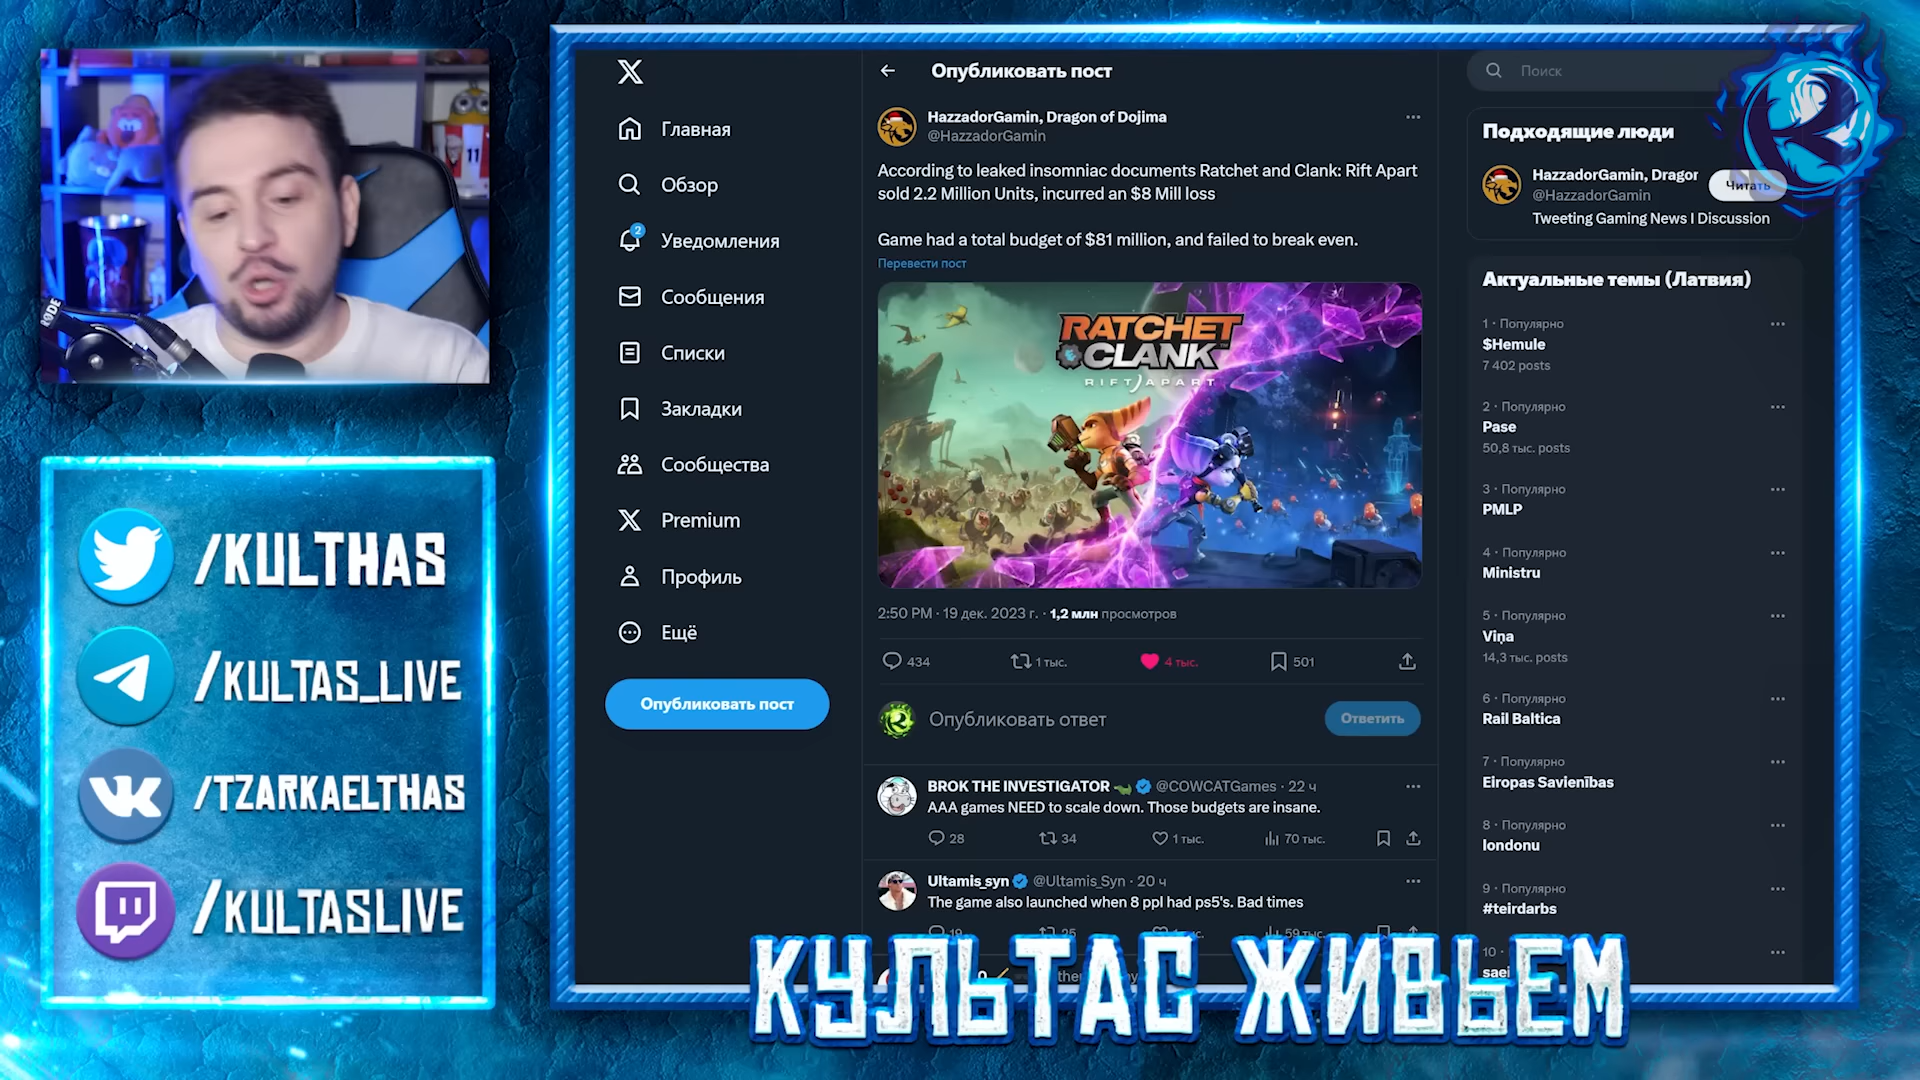 RØDE
11
/KULTHAS
/KULTAS_LIVE
/TZARKAELTHAS
/KULTASLIVE
2
Главная
Обзор
Уведомления
Сообщения
Списки
Закладки
Сообщества
Premium
Профиль
Ещё
Опубликовать пост
Опубликовать пост
HazzadorGamin, Dragon of Dojima
@HazzadorGamin
According to leaked insomniac documents Ratchet and Clank: Rift Apart
sold 2.2 Million Units, incurred an $8 Mill loss
Game had a total budget of $81 million, and failed to break even.
Перевести пост
RATCHET
CLANK
RIFT APART
2:50 PM · 19 дек. 2023 г. · 1,2 млн просмотров
434 1 тыс. 4 тыс. 501
Опубликовать ответ
Ответить
BROK THE INVESTIGATOR @COWCATGames · 22 ч
AAA games NEED to scale down. Those budgets are insane.
28 34 1 тыс. 70 тыс.
Ultamis_syn @Ultamis_Syn · 20 ч
The game also launched when 8 ppl had ps5's. Bad times
19 25 59 тыс.
Поиск
Подходящие люди
HazzadorGamin, Dragor
@HazzadorGamin
Читать
Tweeting Gaming News I Discussion
Актуальные темы (Латвия)
1 · Популярно
$Hemule
7 402 posts
2 · Популярно
Pase
50,8 тыс. posts
3 · Популярно
PMLP
4 · Популярно
Ministru
5 · Популярно
Viņa
14,3 тыс. posts
6 · Популярно
Rail Baltica
7 · Популярно
Eiropas Savienības
8 · Популярно
londonu
9 · Популярно
#teirdarbs
10 ·
saei
КУЛЬТАС ЖИВЬЕМ